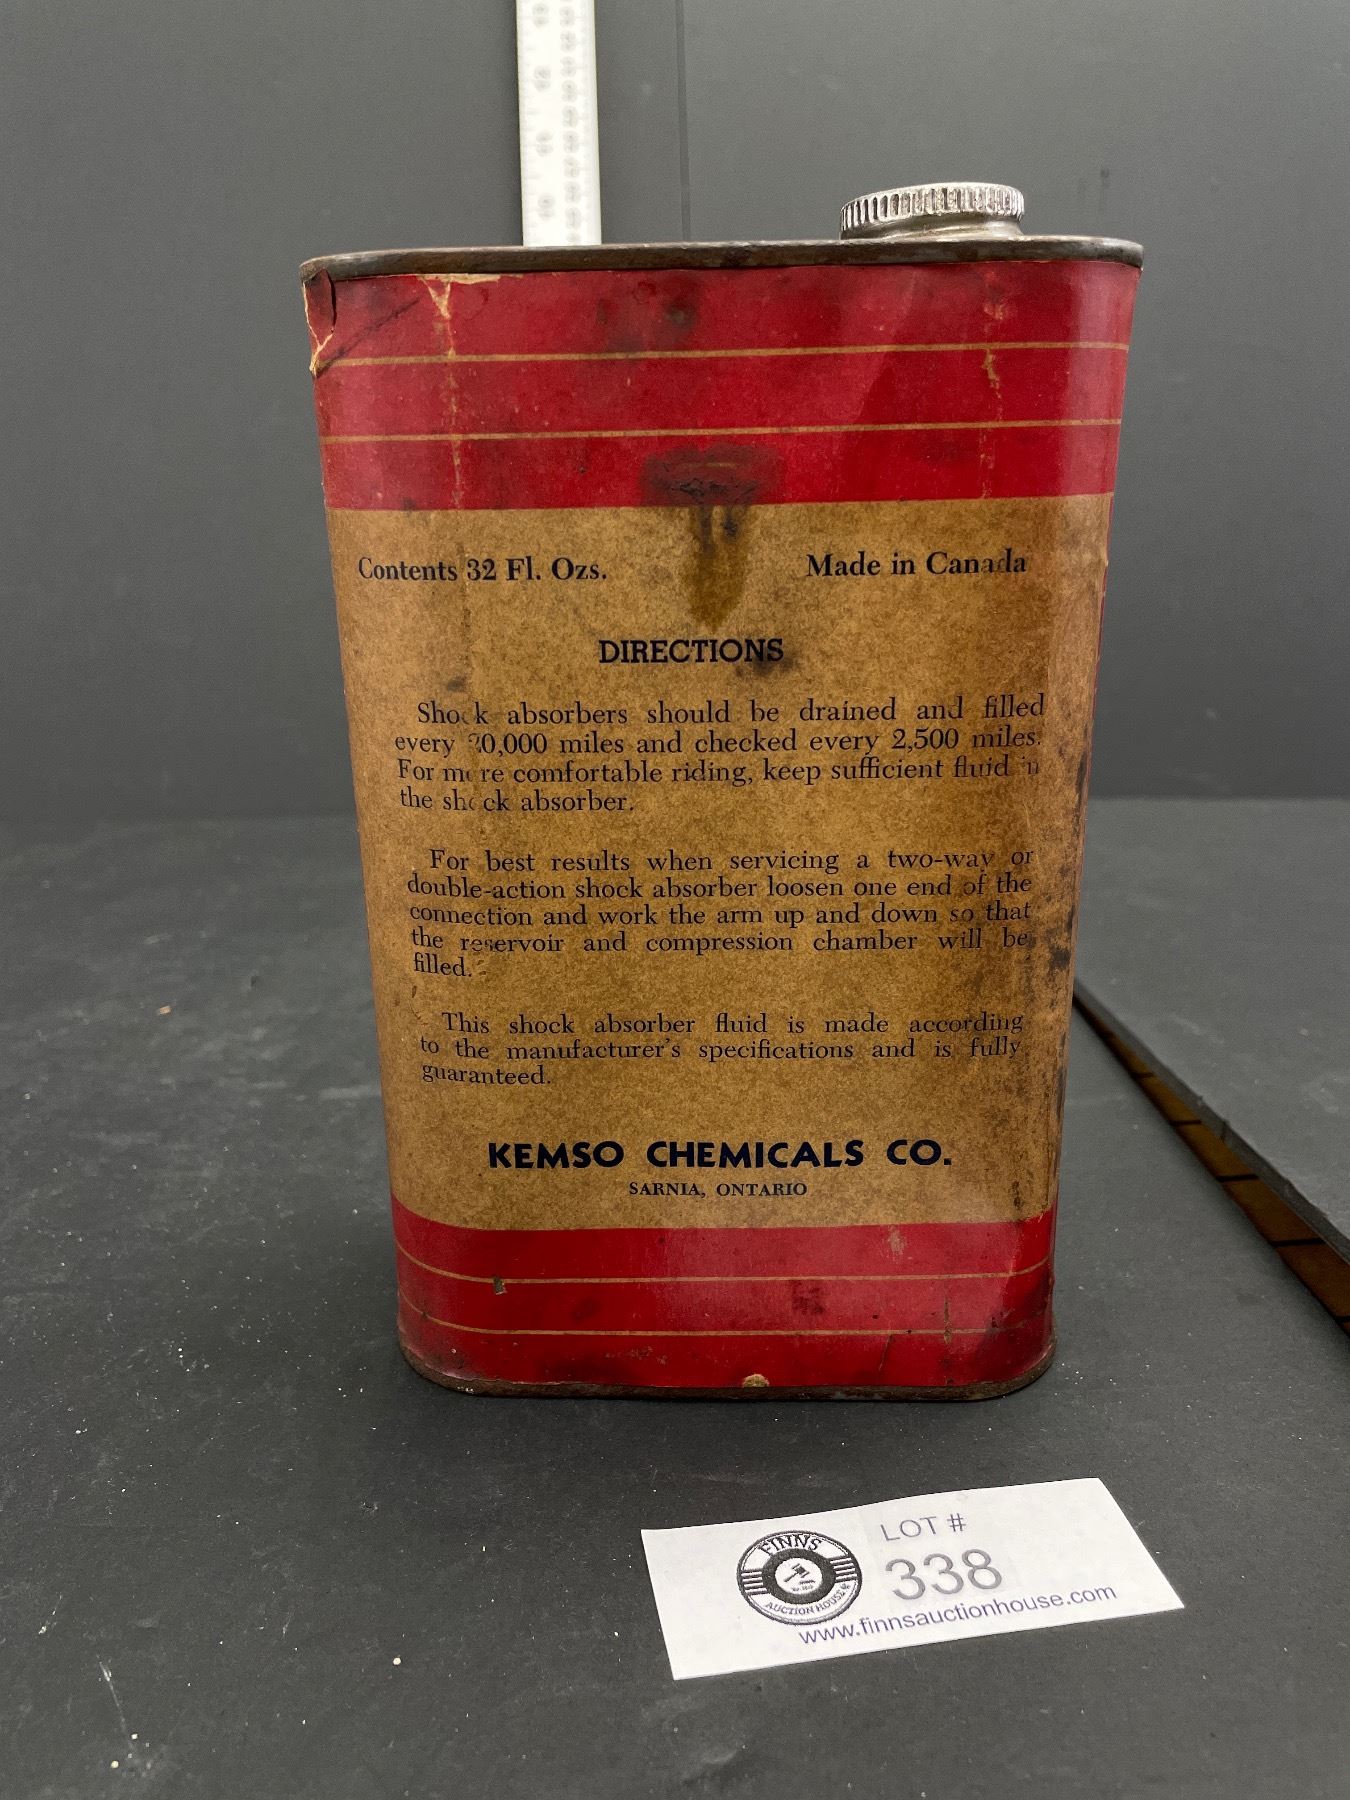 Contents 32 Fl. Ozs.
Made in Canada
DIRECTIONS
Shock absorbers should be drained and filled
every miles and checked every 2,500 miles.
For more comfortable riding, keep sufficient fluid in
the shock absorber.
For best results when servicing a two-way or
double-action shock absorber loosen one end of the
connection and work the arm up and down so that
the reservoir and compression chamber will be
filled.
This shock absorber fluid is made according
to the manufacturer's specifications and is fully
guaranteed.
KEMSO CHEMICALS CO.
SARNIA, ONTARIO
FINNS
AUCTION HOUSE
LOT #
338
www.finnsauctionhouse.com